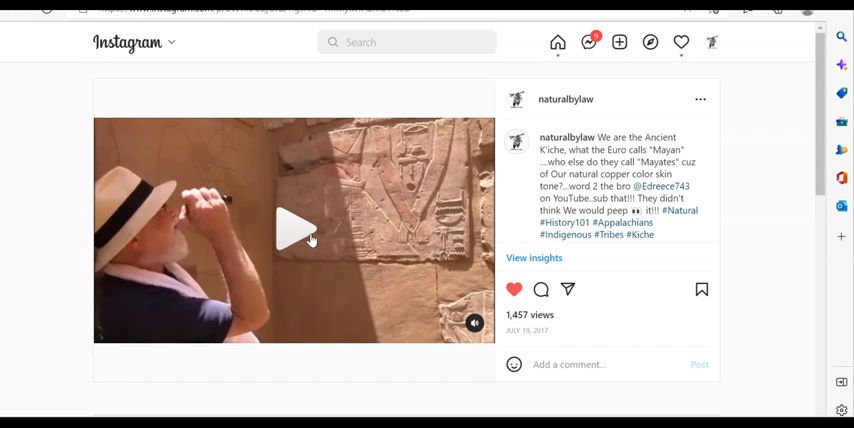 Instagram
Search
9
naturalbylaw
naturalbylaw We are the Ancient
K'iche, what the Euro calls "Mayan"
....who else do they call "Mayates" cuz
of Our natural copper color skin
tone?...word 2 the bro @Edreece743
on YouTube..sub that!!! They didn't
think We would peep 👀 it!!! #Natural
#History101 #Appalachians
#Indigenous #Tribes #Kiche
View insights
1,457 views
JULY 19, 2017
Add a comment...
Post